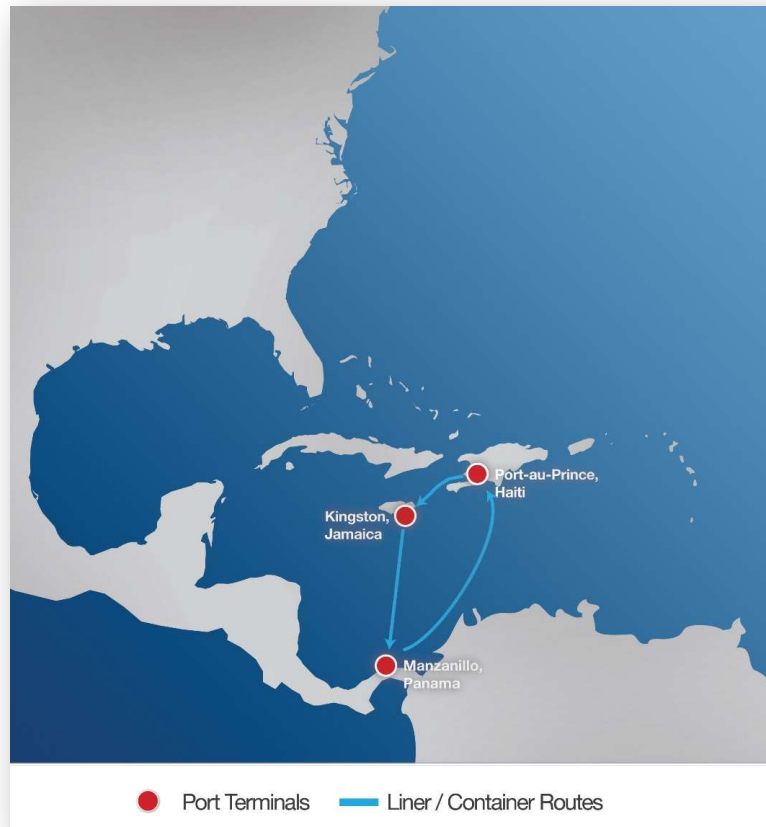 Port-au-Prince,
Haiti
Kingston,
Jamaica
Manzanillo,
Panama
Port Terminals
Liner / Container Routes